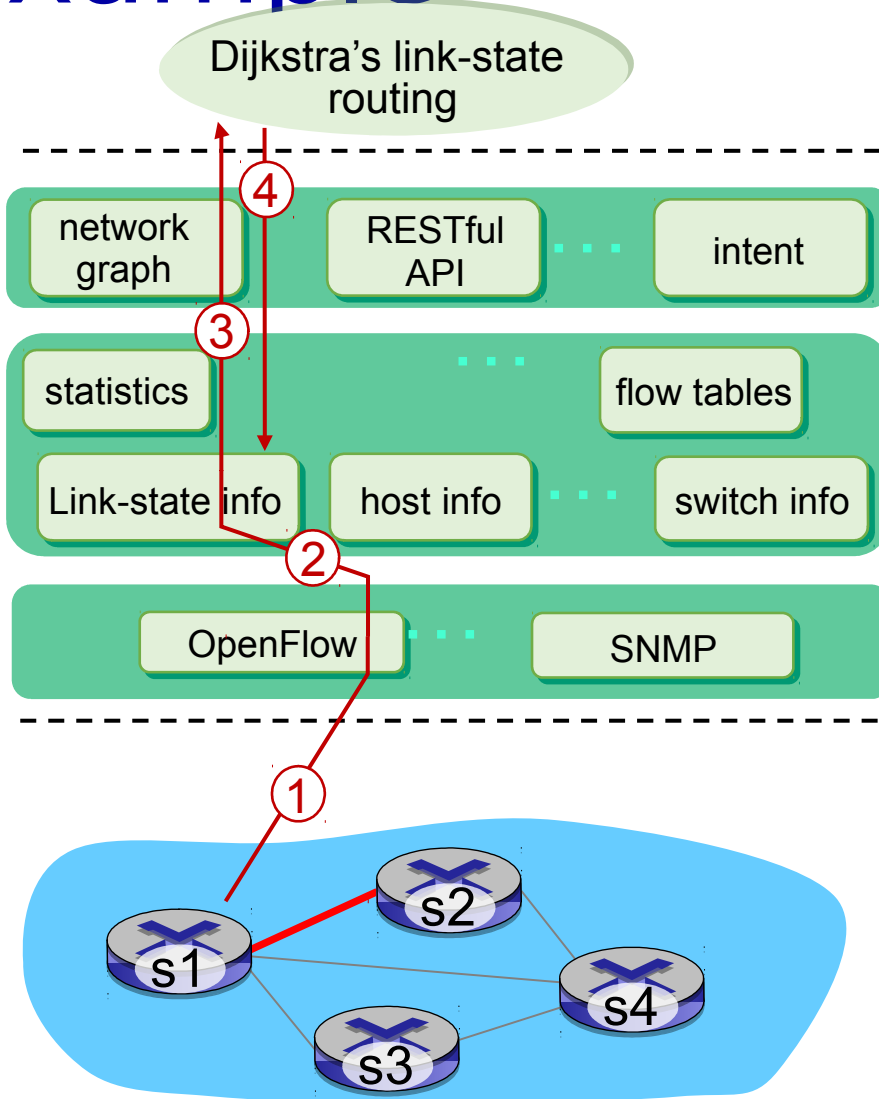 Dijkstra’s link-state
routing
4
network
graph
RESTful
API
. . .
intent
3
. . .
statistics
flow tables
Link-state info
host info
. . .
switch info
2
OpenFlow
. . .
SNMP
1
s2
s1
s4
s3